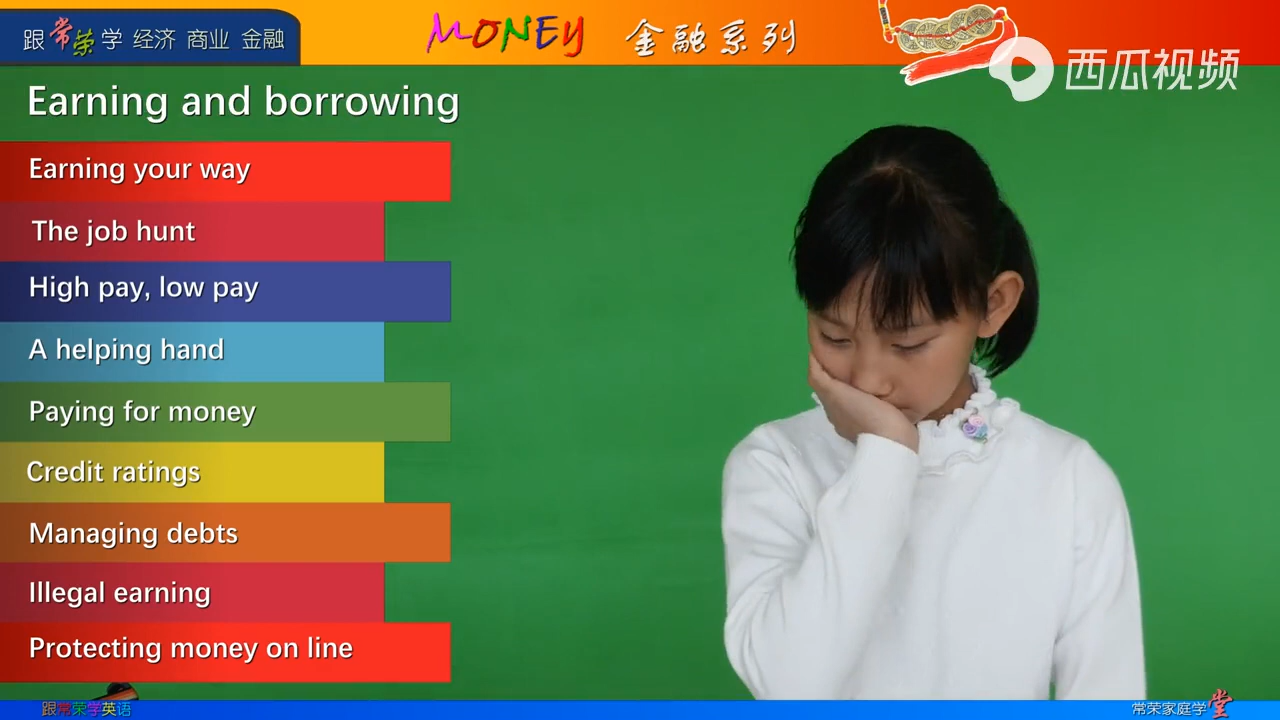 跟常荣学 经济 商业 金融
MONEY 金融系列
西瓜视频
Earning and borrowing
Earning your way
The job hunt
High pay, low pay
A helping hand
Paying for money
Credit ratings
Managing debts
Illegal earning
Protecting money on line
跟常荣学英语
常荣家庭学堂